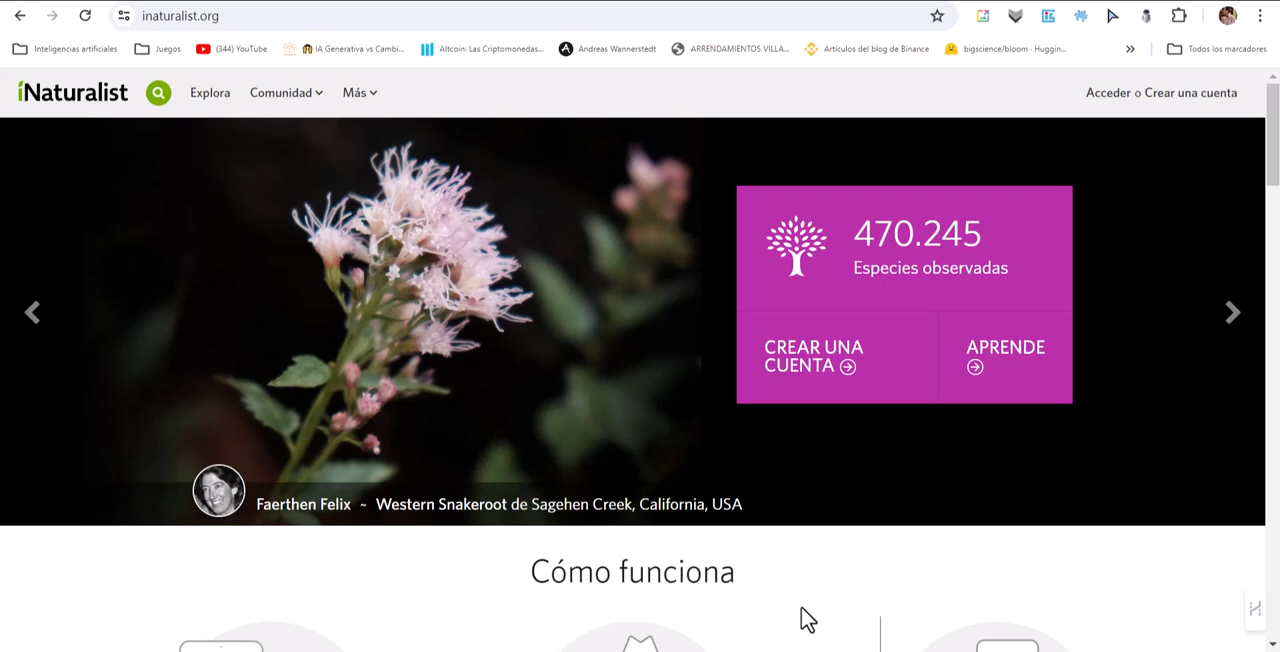 inaturalist.org
Inteligencias artificiales
Juegos
(344) YouTube
IA Generativa vs Cambi...
Altcoin: Las Criptomonedas...
Andreas Wannerstedt
ARRENDAMIENTOS VILLA...
Artículos del blog de Binance
bigscience/bloom · Huggin...
»
Todos los marcadores
iNaturalist
Explora
Comunidad
Más
Acceder o Crear una cuenta
470.245
Especies observadas
CREAR UNA
CUENTA
APRENDE
Faerthen Felix ~ Western Snakeroot de Sagehen Creek, California, USA
Cómo funciona